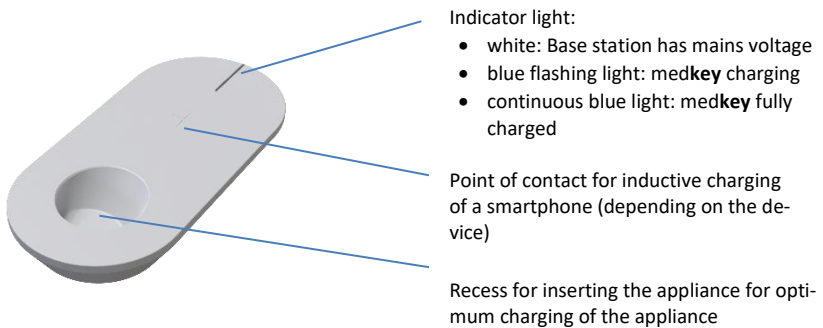 Indicator light:
• white: Base station has mains voltage
• blue flashing light: medkey charging
• continuous blue light: medkey fully
charged
Point of contact for inductive charging
of a smartphone (depending on the de-
vice)
Recess for inserting the appliance for opti-
mum charging of the appliance